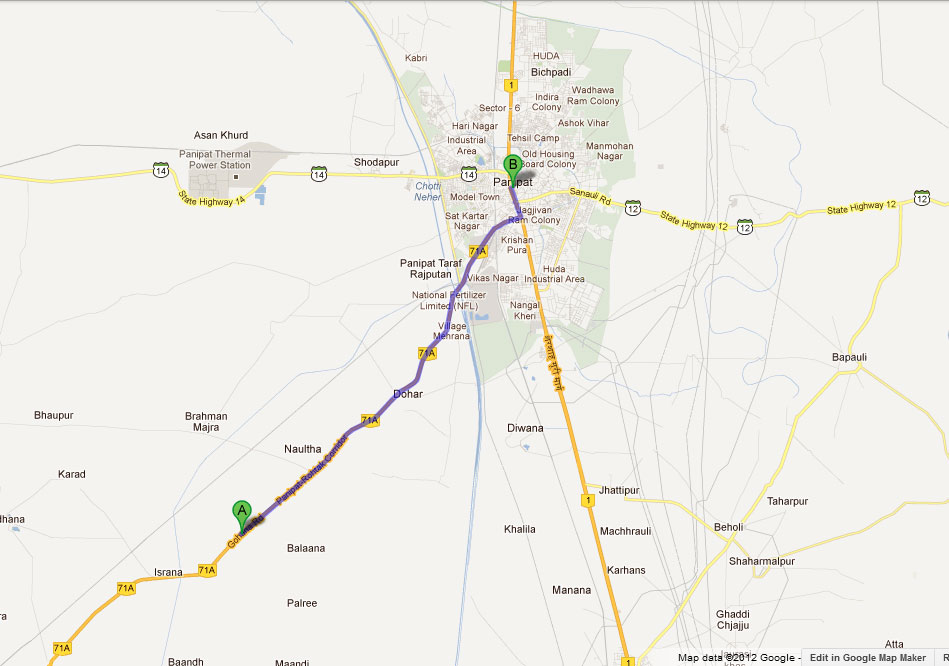 Kabri
HUDA
Bichpadi
1
Indira
Colony
Wadhawa
Ram Colony
Sector - 6
Hari Nagar
Ashok Vihar
Asan Khurd
Industrial
Area
Tehsil Camp
Manmohan
Nagar
Panipat Thermal
Power Station
Shodapur
Old Housing
Board Colony
B
14
14
14
Panipat
Chotti
Neher
Model Town
Sanauli Rd
State Highway 14
12
State Highway 12
12
State Highway 12
12
Sat Kartar
Nagar
Jagjivan
Ram Colony
71A
Krishan
Pura
Panipat Taraf
Rajputan
Vikas Nagar
Huda
Industrial Area
National Fertilizer
Limited (NFL)
Nangal
Kheri
Village
Mehrana
71A
Bapauli
Dohar
Bhaupur
Brahman
Majra
71A
Diwana
Naultha
Panipat-Rohtak Corridor
Karad
Jhattipur
1
Taharpur
A
dhana
Khalila
Machhrauli
Beholi
Balaana
Shaharmalpur
Israna
71A
71A
Karhans
Manana
Palree
Ghaddi
Chjajju
71A
Atta
Baandh
Maandi
1
Map data ©2012 Google -
Edit in Google Map Maker
R